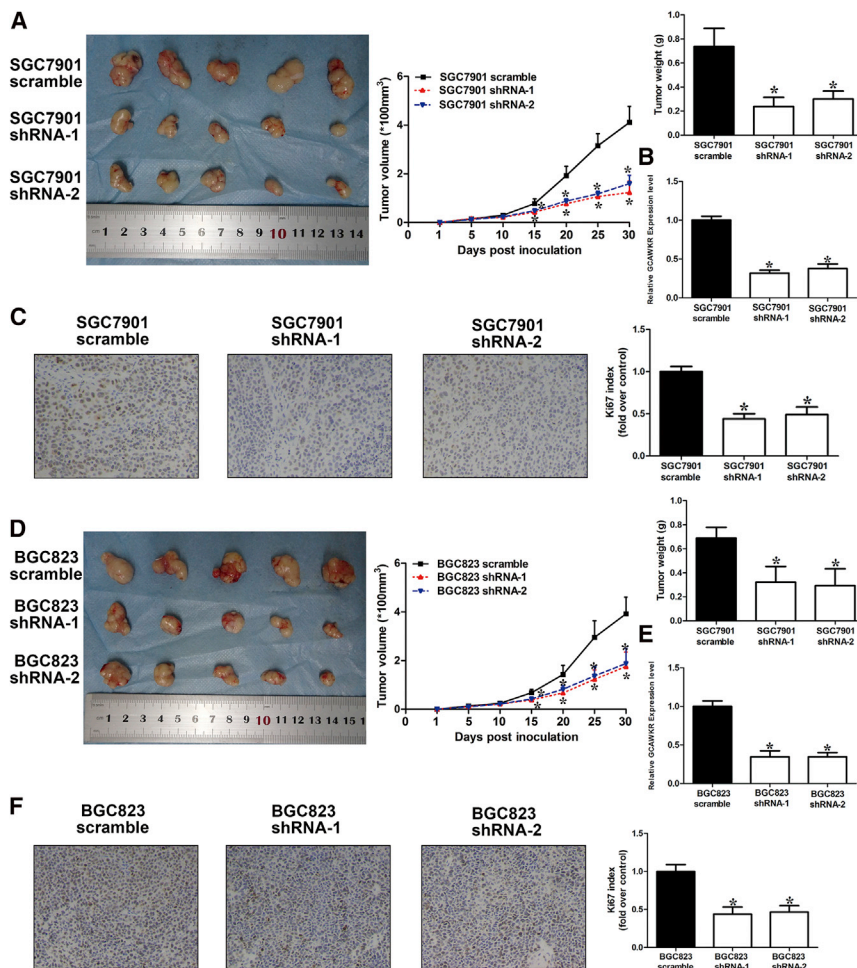 A
SGC7901
scramble
SGC7901
shRNA-1
SGC7901
shRNA-2
cm 1 2 3 4 5 6 7 8 9 10 11 12 13 14
Tumor volume (*100mm³)
6
4
2
0
SGC7901 scramble
SGC7901 shRNA-1
SGC7901 shRNA-2
* * * *
* * * *
1 5 10 15 20 25 30
Days post inoculation
Tumor weight (g)
1.0
0.8
0.6
0.4
0.2
0.0
* *
SGC7901 SGC7901 SGC7901
scramble shRNA-1 shRNA-2
B
Relative GCAWKR Expression level
1.5
1.0
0.5
0.0
* *
SGC7901 SGC7901 SGC7901
scramble shRNA-1 shRNA-2
C
SGC7901
scramble
SGC7901
shRNA-1
SGC7901
shRNA-2
Ki67 index
(fold over control)
1.5
1.0
0.5
0.0
* *
SGC7901 SGC7901 SGC7901
scramble shRNA-1 shRNA-2
D
BGC823
scramble
BGC823
shRNA-1
BGC823
shRNA-2
cm 1 2 3 4 5 6 7 8 9 10 11 12 13 14 15 1
Tumor volume (*100mm³)
6
4
2
0
BGC823 scramble
BGC823 shRNA-1
BGC823 shRNA-2
* * * *
* * * *
1 5 10 15 20 25 30
Days post inoculation
Tumor weight (g)
1.0
0.8
0.6
0.4
0.2
0.0
* *
SGC7901 SGC7901 SGC7901
scramble shRNA-1 shRNA-2
E
Relative GCAWKR Expression level
1.5
1.0
0.5
0.0
* *
BGC823 BGC823 BGC823
scramble shRNA-1 shRNA-2
F
BGC823
scramble
BGC823
shRNA-1
BGC823
shRNA-2
Ki67 index
(fold over control)
1.5
1.0
0.5
0.0
* *
BGC823 BGC823 BGC823
scramble shRNA-1 shRNA-2